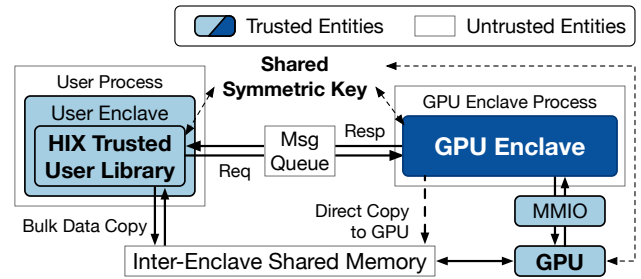 Trusted Entities
Untrusted Entities
Shared
Symmetric Key
User Process
User Enclave
HIX Trusted
User Library
Msg
Queue
Resp
Req
GPU Enclave Process
GPU Enclave
MMIO
Bulk Data Copy
Direct Copy
to GPU
Inter-Enclave Shared Memory
GPU